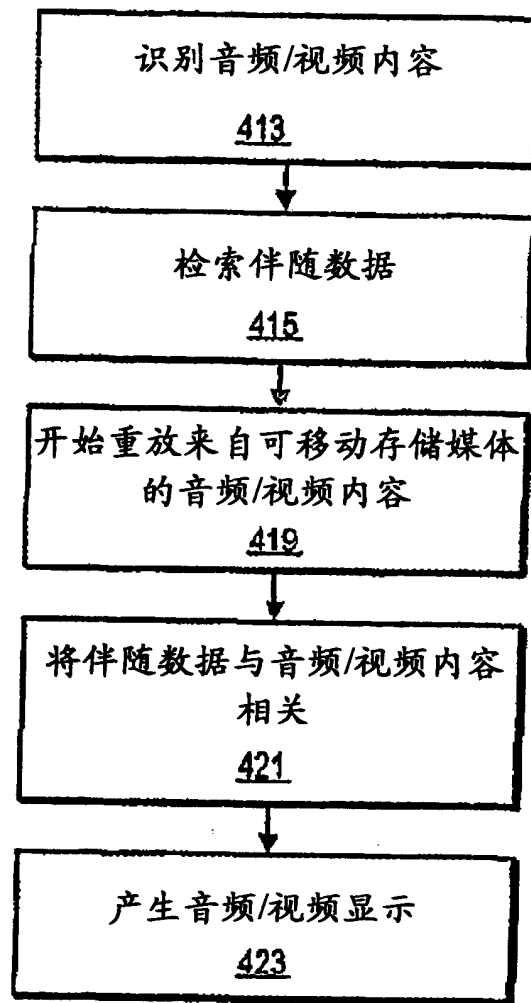 识别音频/视频内容
413
检索伴随数据
415
开始重放来自可移动存储媒体
的音频/视频内容
419
将伴随数据与音频/视频内容
相关
421
产生音频/视频显示
423